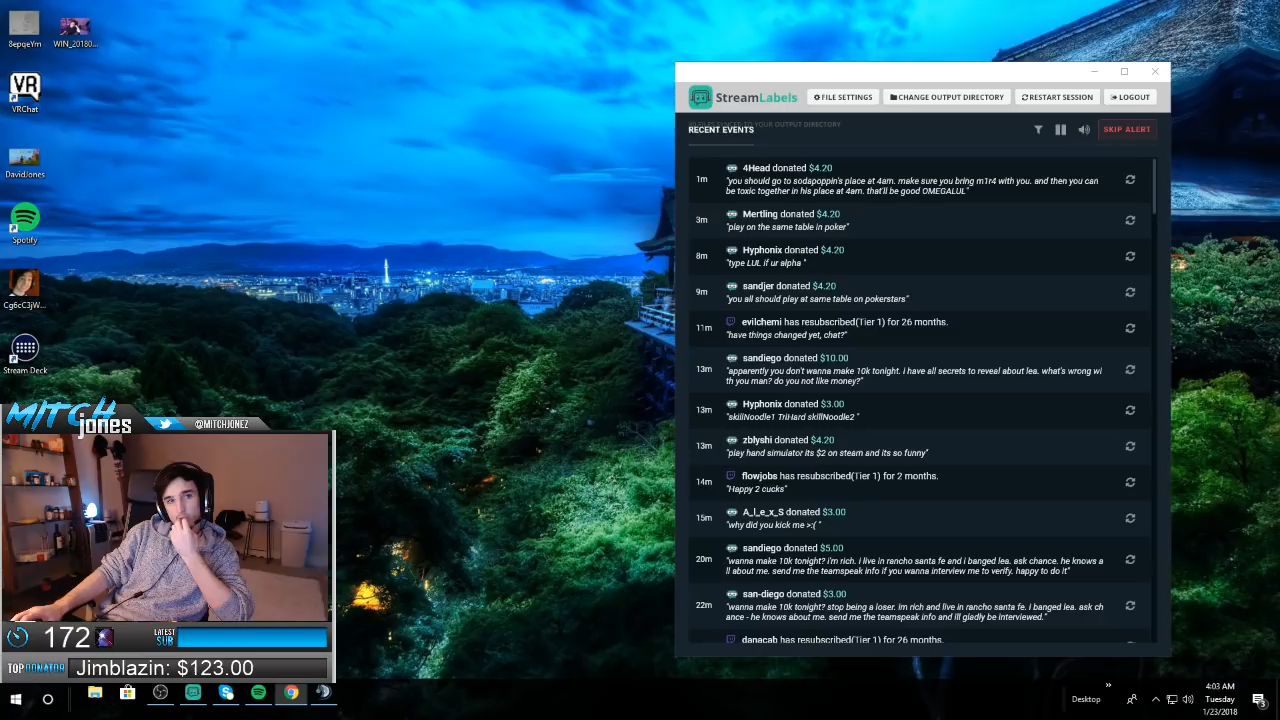 8epqeYm
WIN_20180...
VRChat
DavidJones
Spotify
Cg6cC3jW...
Stream Deck
StreamLabels
FILE SETTINGS
CHANGE OUTPUT DIRECTORY
RESTART SESSION
LOGOUT
FILES SYNCED TO YOUR OUTPUT DIRECTORY
RECENT EVENTS
SKIP ALERT
1m
4Head donated $4.20
"you should go to sodapoppin's place at 4am. make sure you bring m1r4 with you. and then you can
be toxic together in his place at 4am. that'll be good OMEGALUL"
3m
Mertling donated $4.20
"play on the same table in poker"
8m
Hyphonix donated $4.20
"type LUL if ur alpha "
9m
sandjer donated $4.20
"you all should play at same table on pokerstars"
11m
evilchemi has resubscribed(Tier 1) for 26 months.
"have things changed yet, chat?"
13m
sandiego donated $10.00
"apparently you don't wanna make 10k tonight. i have all secrets to reveal about lea. what's wrong wi
th you man? do you not like money?"
13m
Hyphonix donated $3.00
"skillNoodle1 TriHard skillNoodle2 "
13m
zblyshi donated $4.20
"play hand simulator its $2 on steam and its so funny"
14m
flowjobs has resubscribed(Tier 1) for 2 months.
"Happy 2 cucks"
15m
A_l_e_x_S donated $3.00
"why did you kick me >:( "
20m
sandiego donated $5.00
"wanna make 10k tonight? i'm rich. i live in rancho santa fe and i banged lea. ask chance. he knows a
ll about me. send me the teamspeak info if you wanna interview me to verify. happy to do it"
22m
san-diego donated $3.00
"wanna make 10k tonight? stop being a loser. im rich and live in rancho santa fe. i banged lea. ask ch
ance - he knows about me. send me the teamspeak info and ill gladly be interviewed."
danacab has resubscribed(Tier 1) for 26 months.
MITCH
jones
@MITCHJONEZ
172
LATEST
SUB
TOP DONATOR
Jimblazin: $123.00
Desktop
4:03 AM
Tuesday
1/23/2018
3